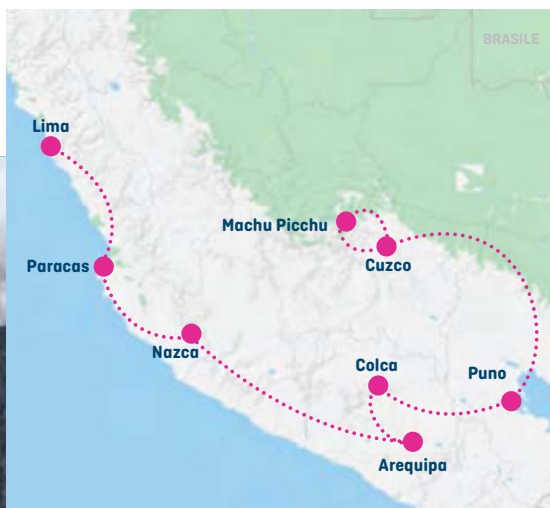 BRASILE
Lima
Machu Picchu
Paracas
Cuzco
Nazca
Colca
Puno
Arequipa